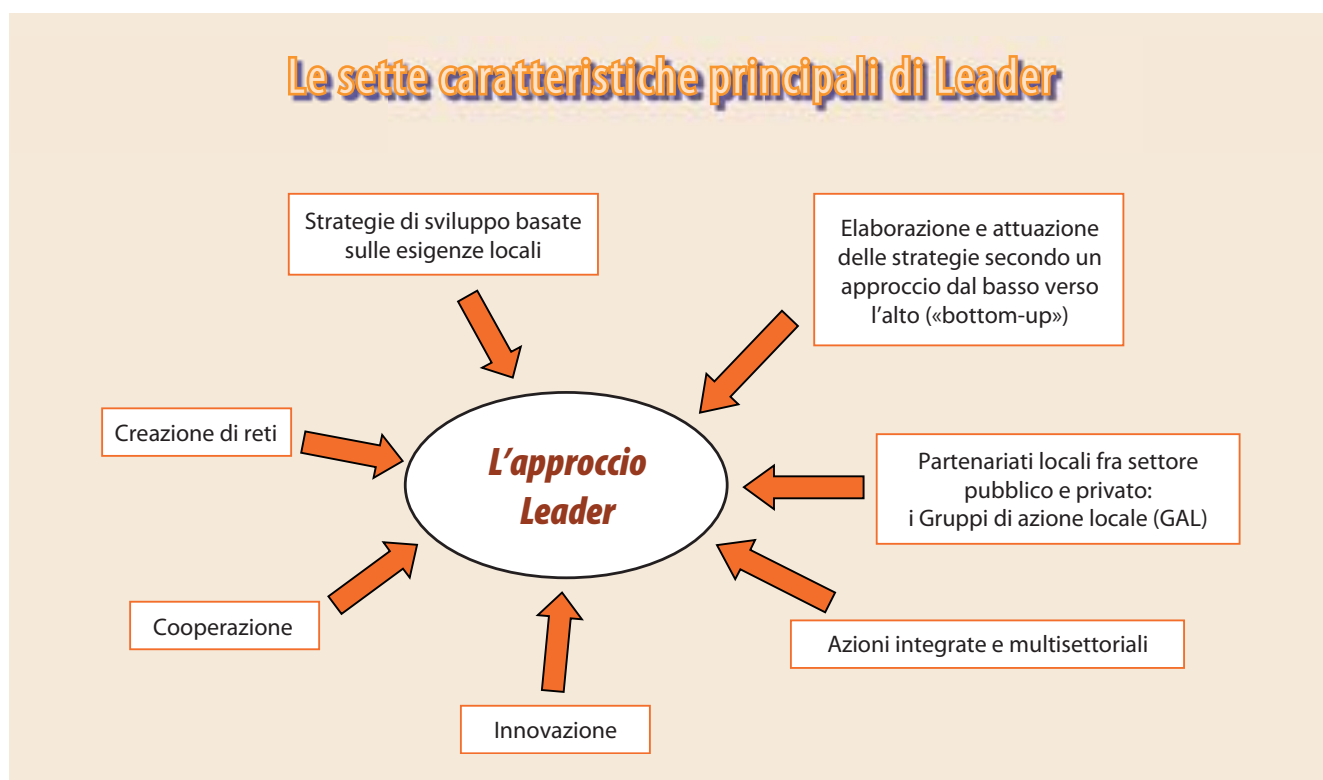 Le sette caratteristiche principali di Leader
Strategie di sviluppo basate
sulle esigenze locali
Elaborazione e attuazione
delle strategie secondo un
approccio dal basso verso
l'alto («bottom-up»)
Creazione di reti
L'approccio
Leader
Partenariati locali fra settore
pubblico e privato:
i Gruppi di azione locale (GAL)
Cooperazione
Azioni integrate e multisettoriali
Innovazione